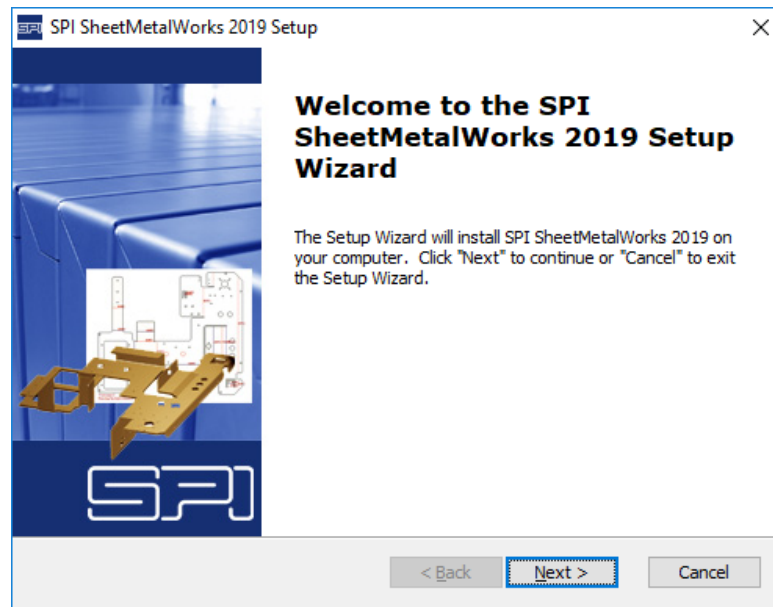 SPI SPI SheetMetalWorks 2019 Setup
Welcome to the SPI
SheetMetalWorks 2019 Setup
Wizard
The Setup Wizard will install SPI SheetMetalWorks 2019 on
your computer. Click "Next" to continue or "Cancel" to exit
the Setup Wizard.
SPI
< Back
Next >
Cancel